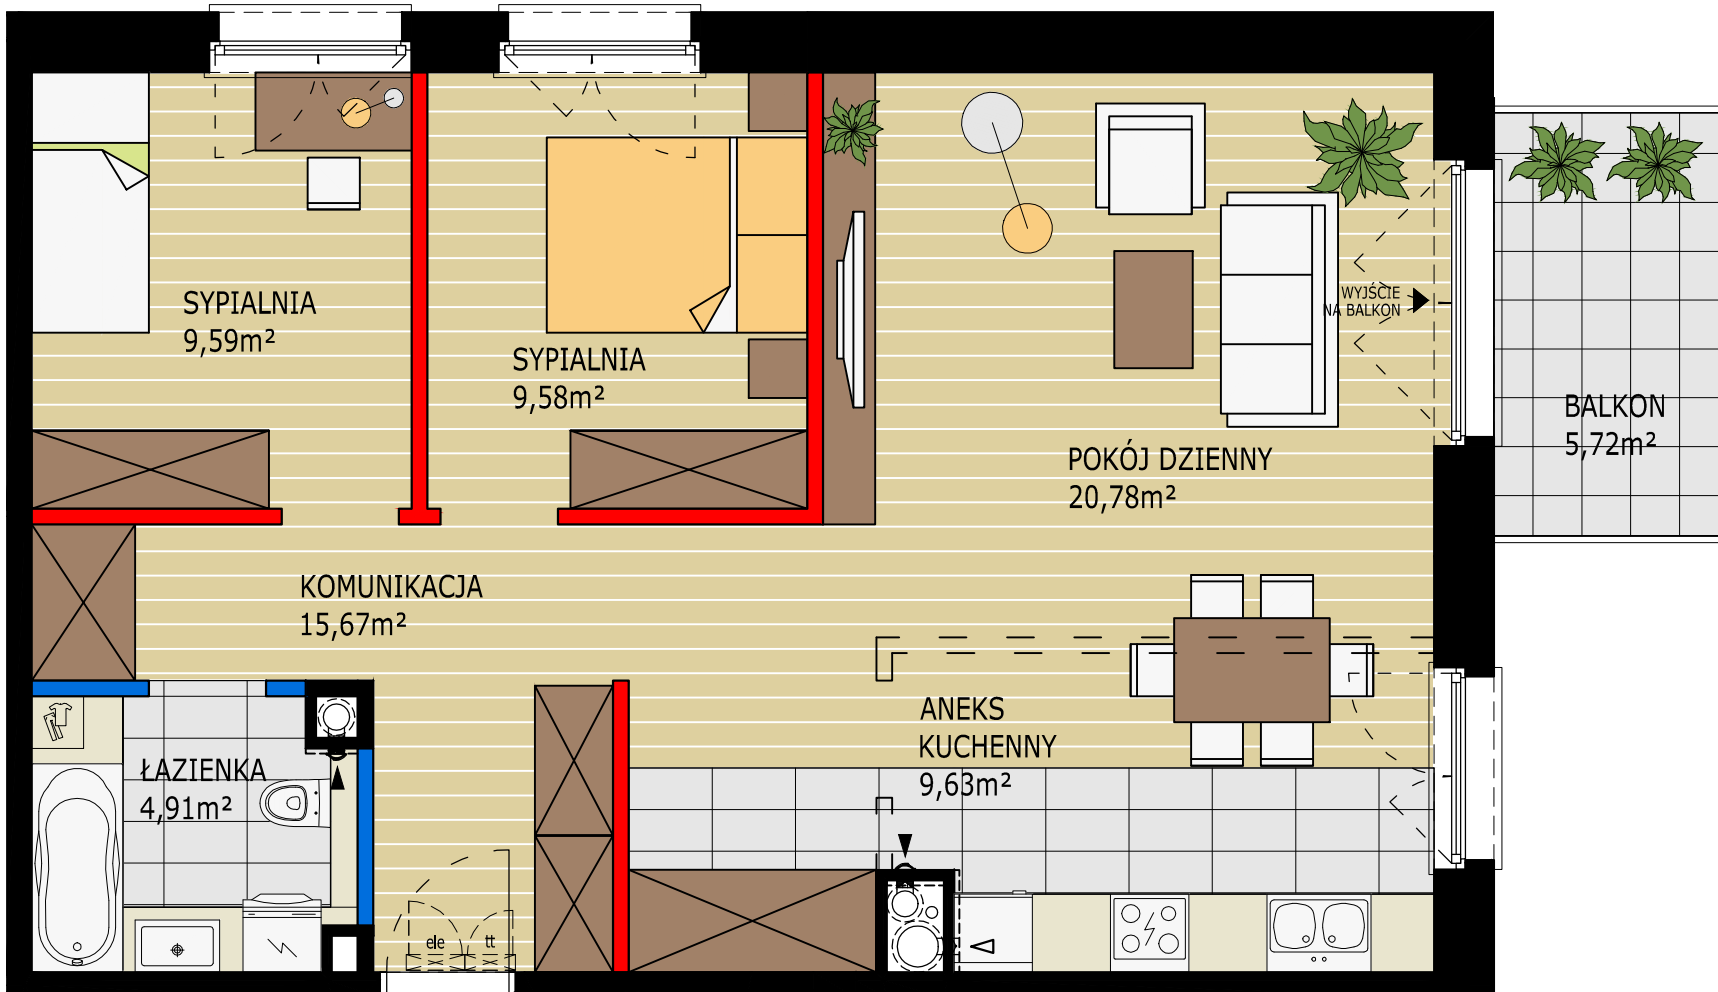 SYPIALNIA
9,59m²
SYPIALNIA
9,58m²
WYJŚCIE
NA BALKON
BALKON
5,72m²
POKÓJ DZIENNY
20,78m²
KOMUNIKACJA
15,67m²
ANEKS
KUCHENNY
9,63m²
ŁAZIENKA
4,91m²
ele
tt